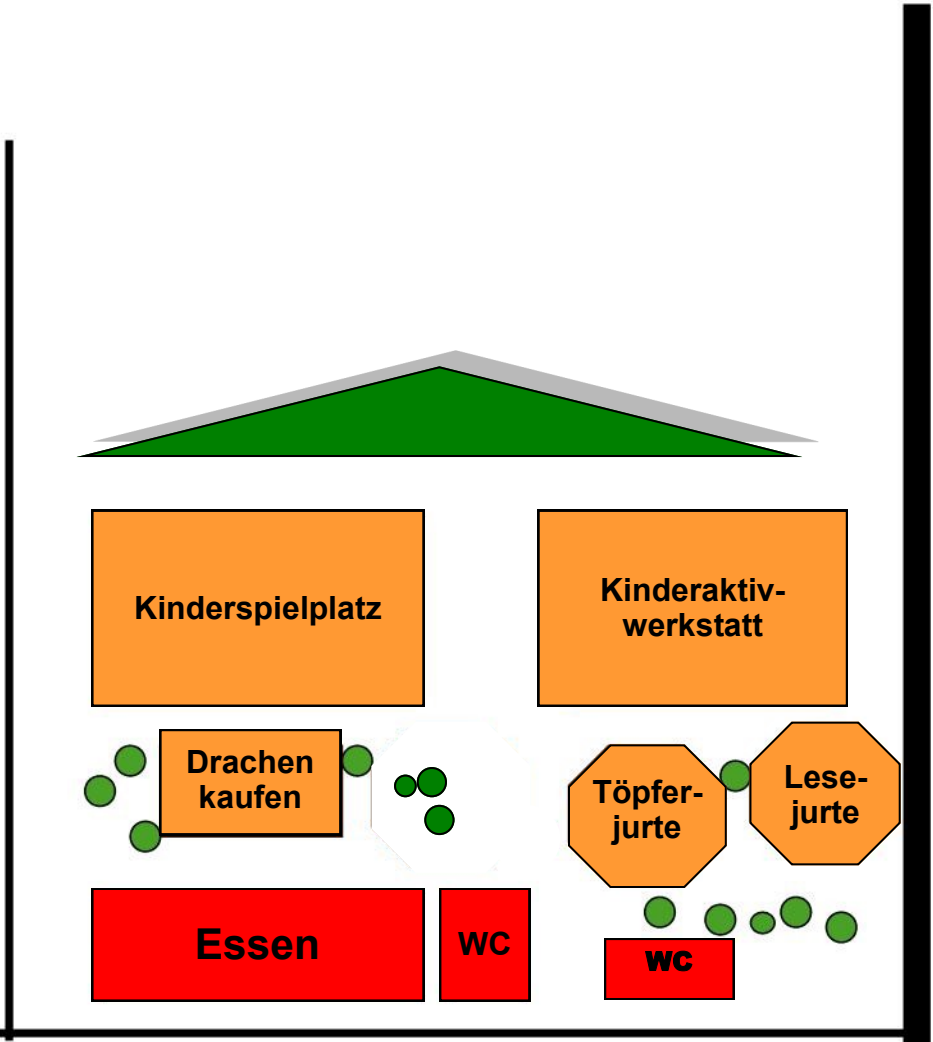 Kinderspielplatz
Kinderaktiv-
werkstatt
Drachen
kaufen
Töpfer-
jurte
Lese-
jurte
Essen
WC
WC